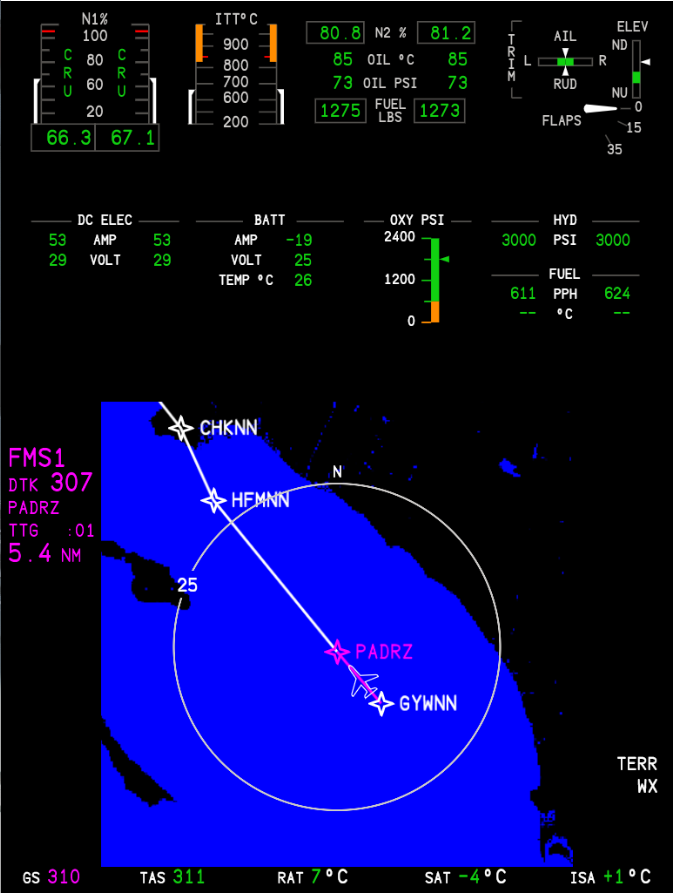 N1% ITT°C 80.8 N2 % 81.2 ELEV
100 900 AIL ND
C C 85 OIL °C 85 T
80 R R 800 R L R
60 U U 700 73 OIL PSI 73 I
600 M RUD NU
20 200 1275 FUEL LBS 1273 FLAPS 0
66.3 67.1 15
35
DC ELEC BATT OXY PSI HYD
53 AMP 53 AMP -19 2400 3000 PSI 3000
29 VOLT 29 VOLT 25 FUEL
TEMP °C 26 1200 611 PPH 624
0 -- °C --
CHKNN
FMS1
DTK 307 N
PADRZ HFMNN
TTG :01
5.4 NM
25
PADRZ
GYWNN
TERR
WX
GS 310 TAS 311 RAT 7°C SAT -4°C ISA +1°C